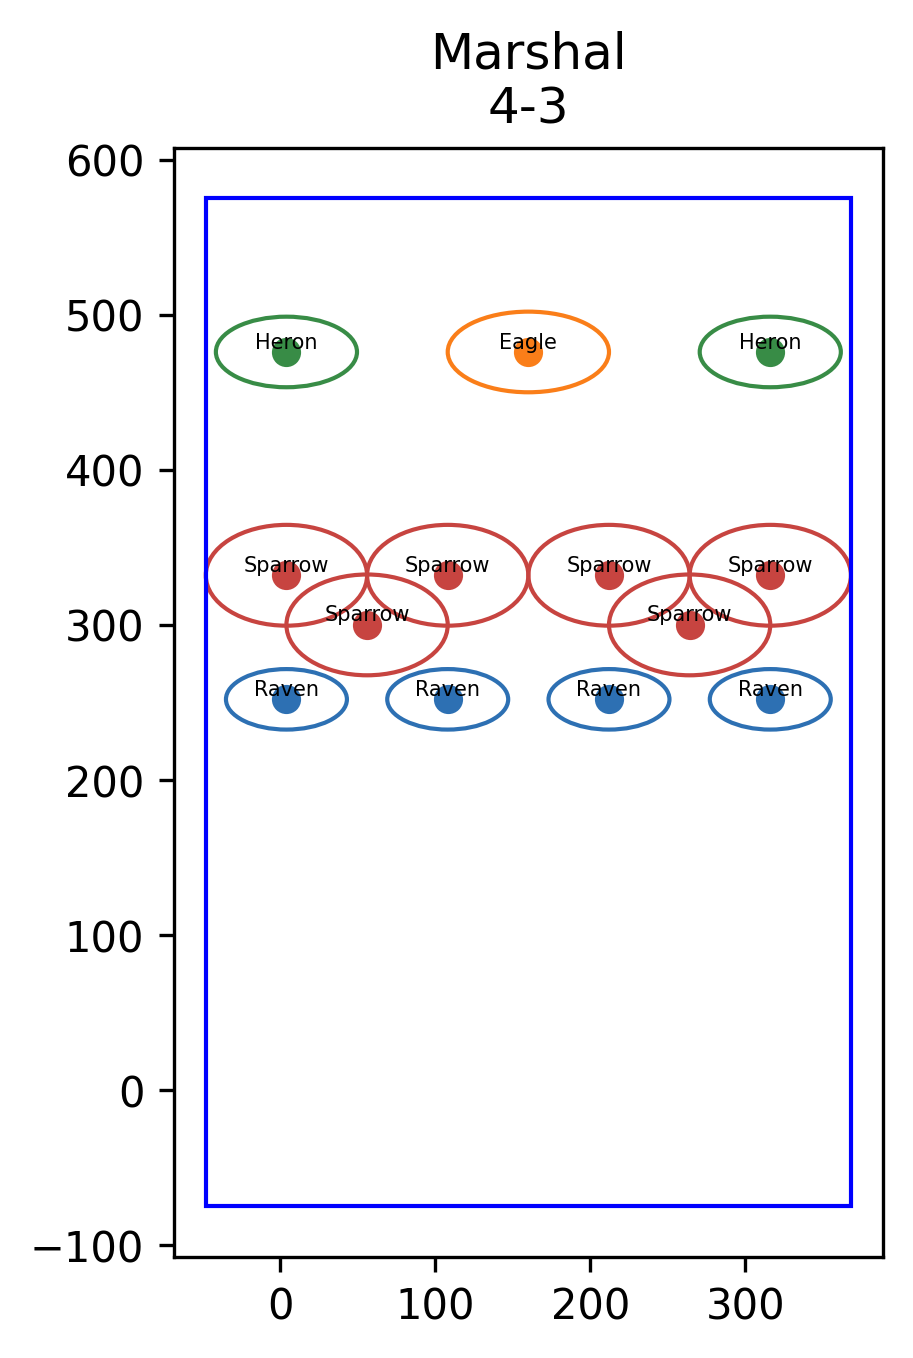 Marshal
4-3
600
500
400
300
200
100
0
−100
Heron Eagle Heron
Sparrow Sparrow Sparrow Sparrow
Sparrow Sparrow
Raven Raven Raven Raven
0 100 200 300